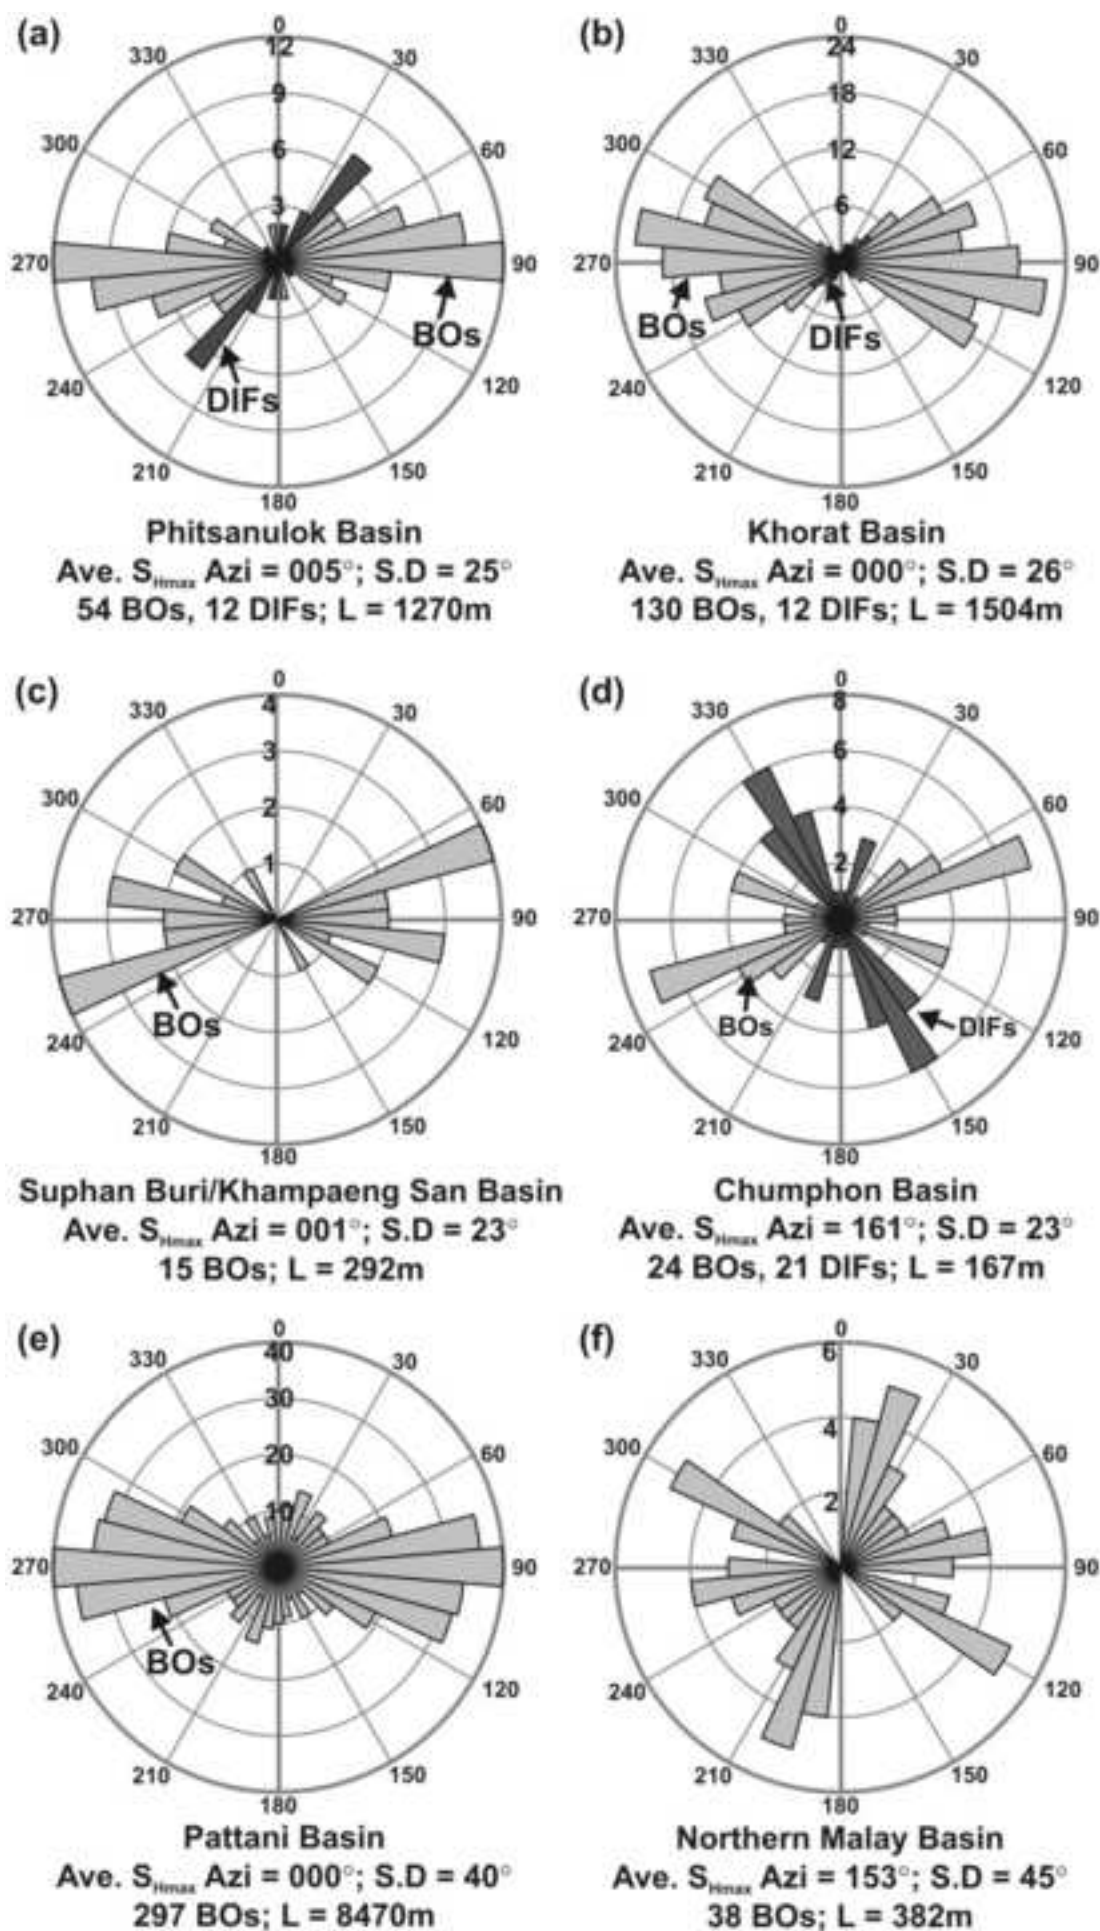 (a)
0
12
30
330
9
6
300
60
3
270
90
BOs
DIFs
240
120
210
150
180
Phitsanulok Basin
Ave. SHmax Azi = 005°; S.D = 25°
54 BOs, 12 DIFs; L = 1270m
(b)
0
24
330
30
18
12
300
60
6
270
90
BOs
DIFs
240
120
210
150
180
Khorat Basin
Ave. SHmax Azi = 000°; S.D = 26°
130 BOs, 12 DIFs; L = 1504m
(c)
0
4
330
30
3
2
300
60
1
270
90
BOs
240
120
210
150
180
Suphan Buri/Khampaeng San Basin
Ave. SHmax Azi = 001°; S.D = 23°
15 BOs; L = 292m
(d)
0
8
330
30
6
4
300
60
2
270
90
BOs
DIFs
240
120
210
150
180
Chumphon Basin
Ave. SHmax Azi = 161°; S.D = 23°
24 BOs, 21 DIFs; L = 167m
(e)
0
40
330
30
30
20
300
60
10
270
90
BOs
240
120
210
150
180
Pattani Basin
Ave. SHmax Azi = 000°; S.D = 40°
297 BOs; L = 8470m
(f)
0
6
330
30
4
300
60
2
270
90
240
120
210
150
180
Northern Malay Basin
Ave. SHmax Azi = 153°; S.D = 45°
38 BOs; L = 382m